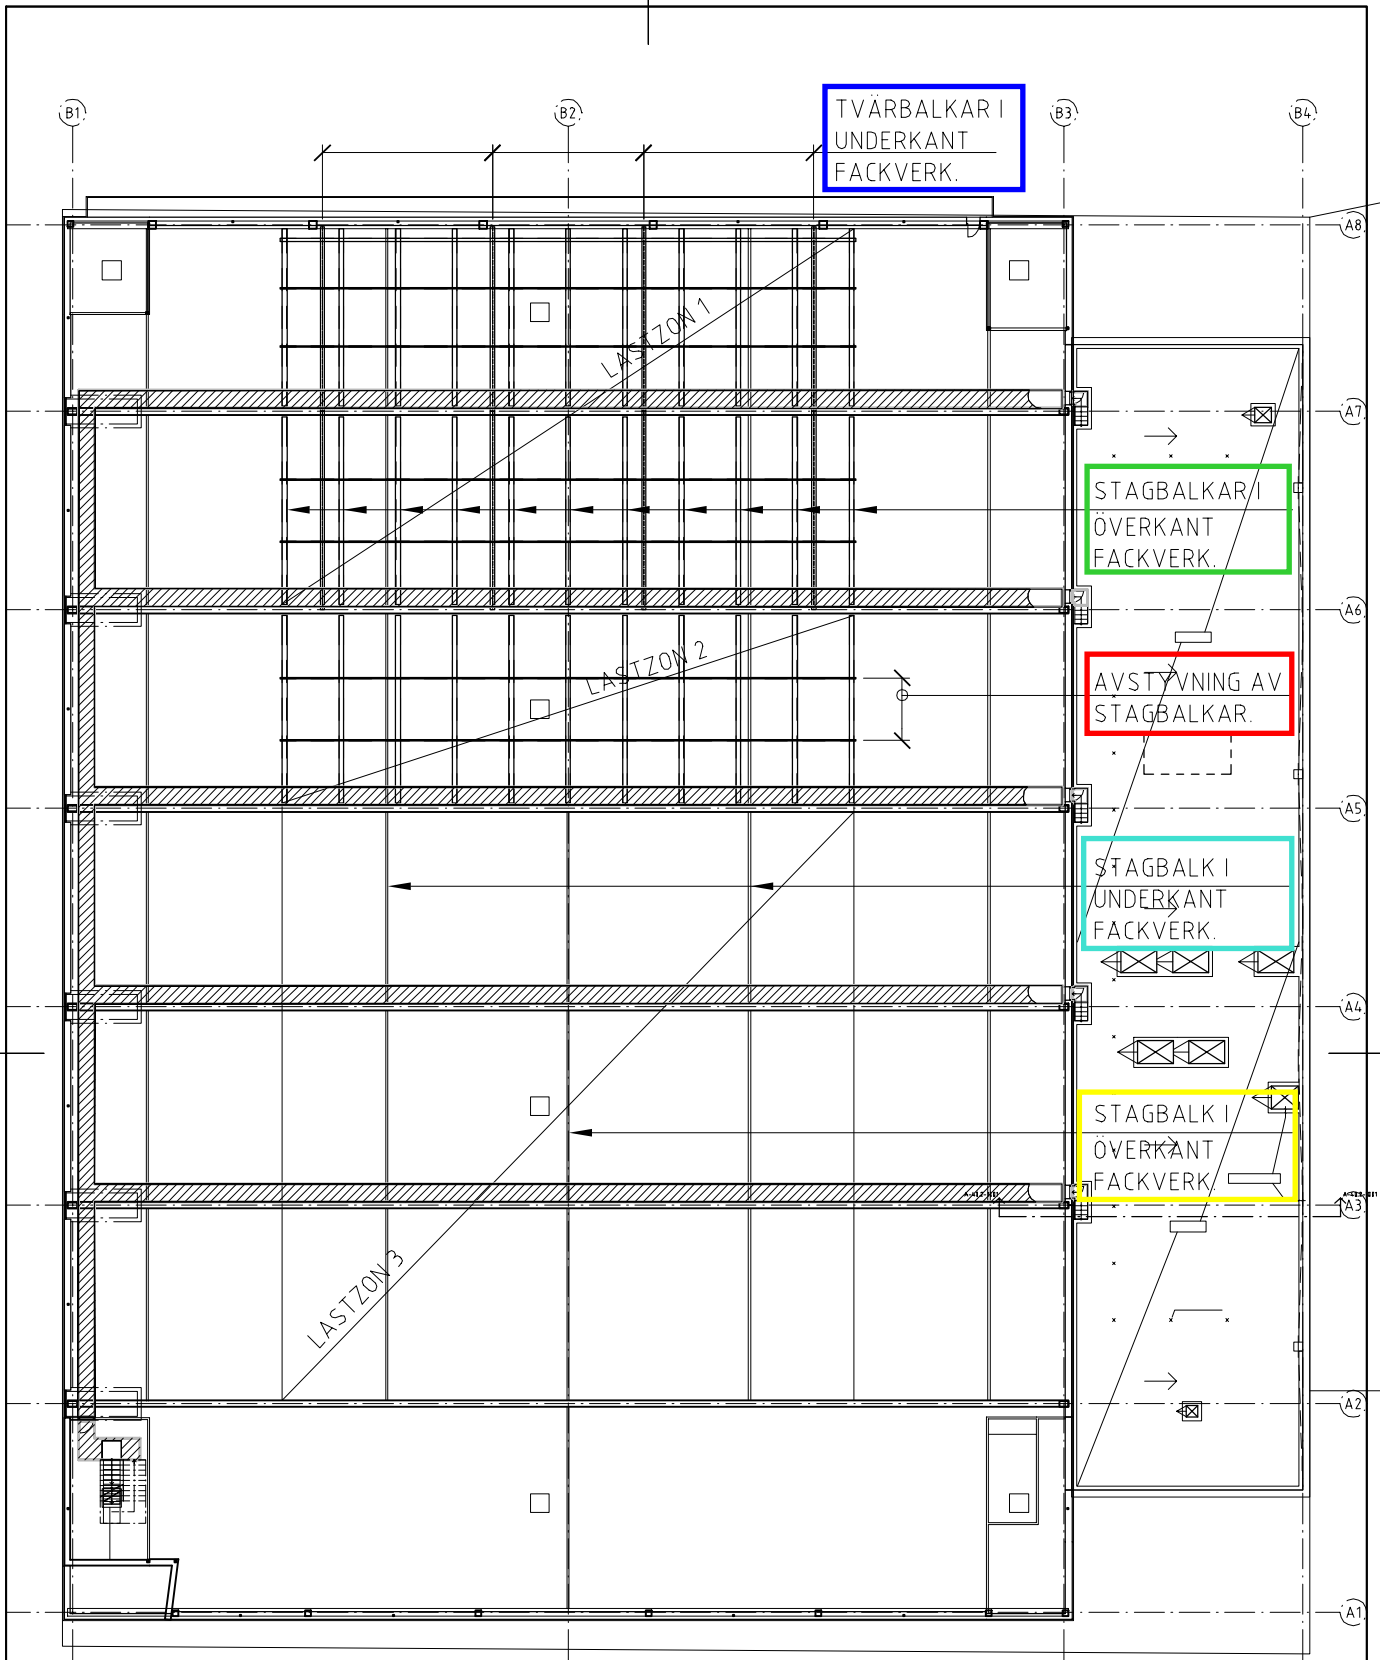 B1
B2
B3
B4
TVÄRBALKAR I
UNDERKANT
FACKVERK.
A8
LASTZON 1
A7
STAGBALKAR I
ÖVERKANT
FACKVERK.
A6
LASTZON 2
AVSTYVNING AV
STAGBALKAR.
A5
STAGBALK I
UNDERKANT
FACKVERK.
A4
STAGBALK I
ÖVERKANT
FACKVERK.
A3
LASTZON 3
A2
A1